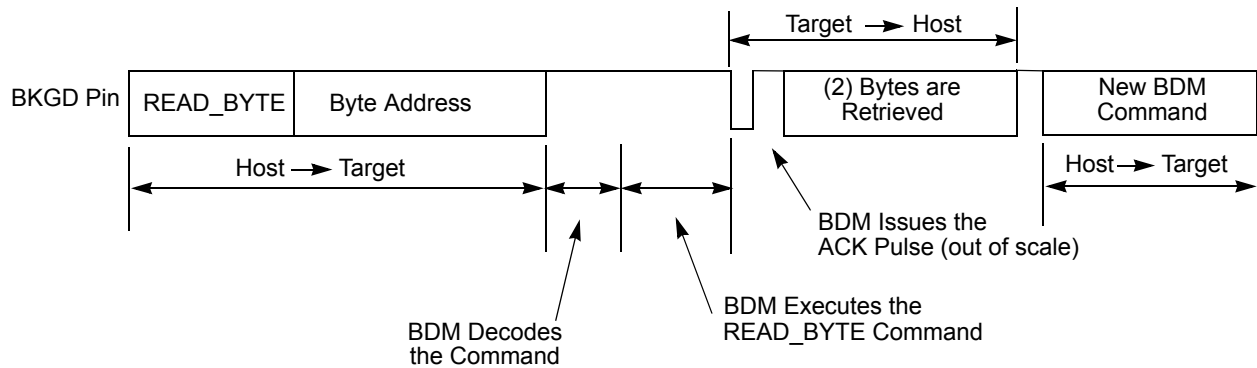 Target → Host
BKGD Pin
READ_BYTE
Byte Address
(2) Bytes are
Retrieved
New BDM
Command
Host → Target
Host → Target
BDM Issues the
ACK Pulse (out of scale)
BDM Decodes
the Command
BDM Executes the
READ_BYTE Command